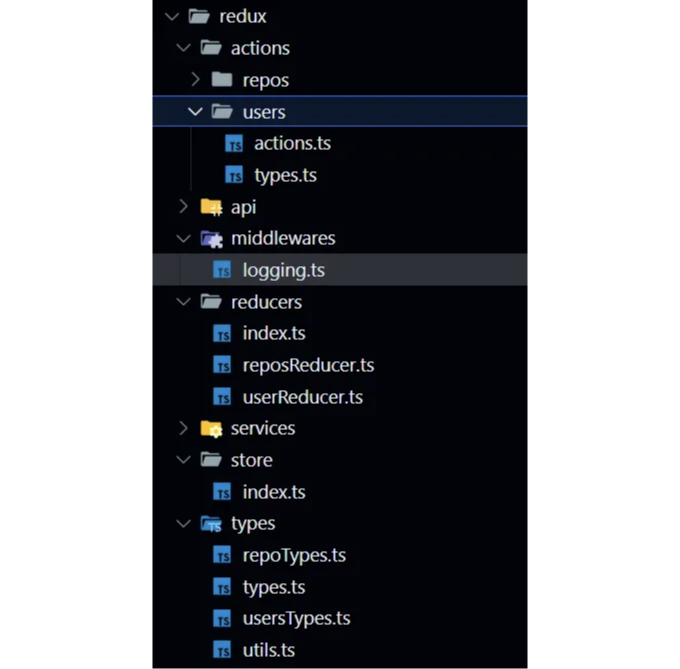 redux
actions
repos
users
TS actions.ts
TS types.ts
api
middlewares
TS logging.ts
reducers
TS index.ts
TS reposReducer.ts
TS userReducer.ts
services
store
TS index.ts
TS types
TS repoTypes.ts
TS types.ts
TS usersTypes.ts
TS utils.ts